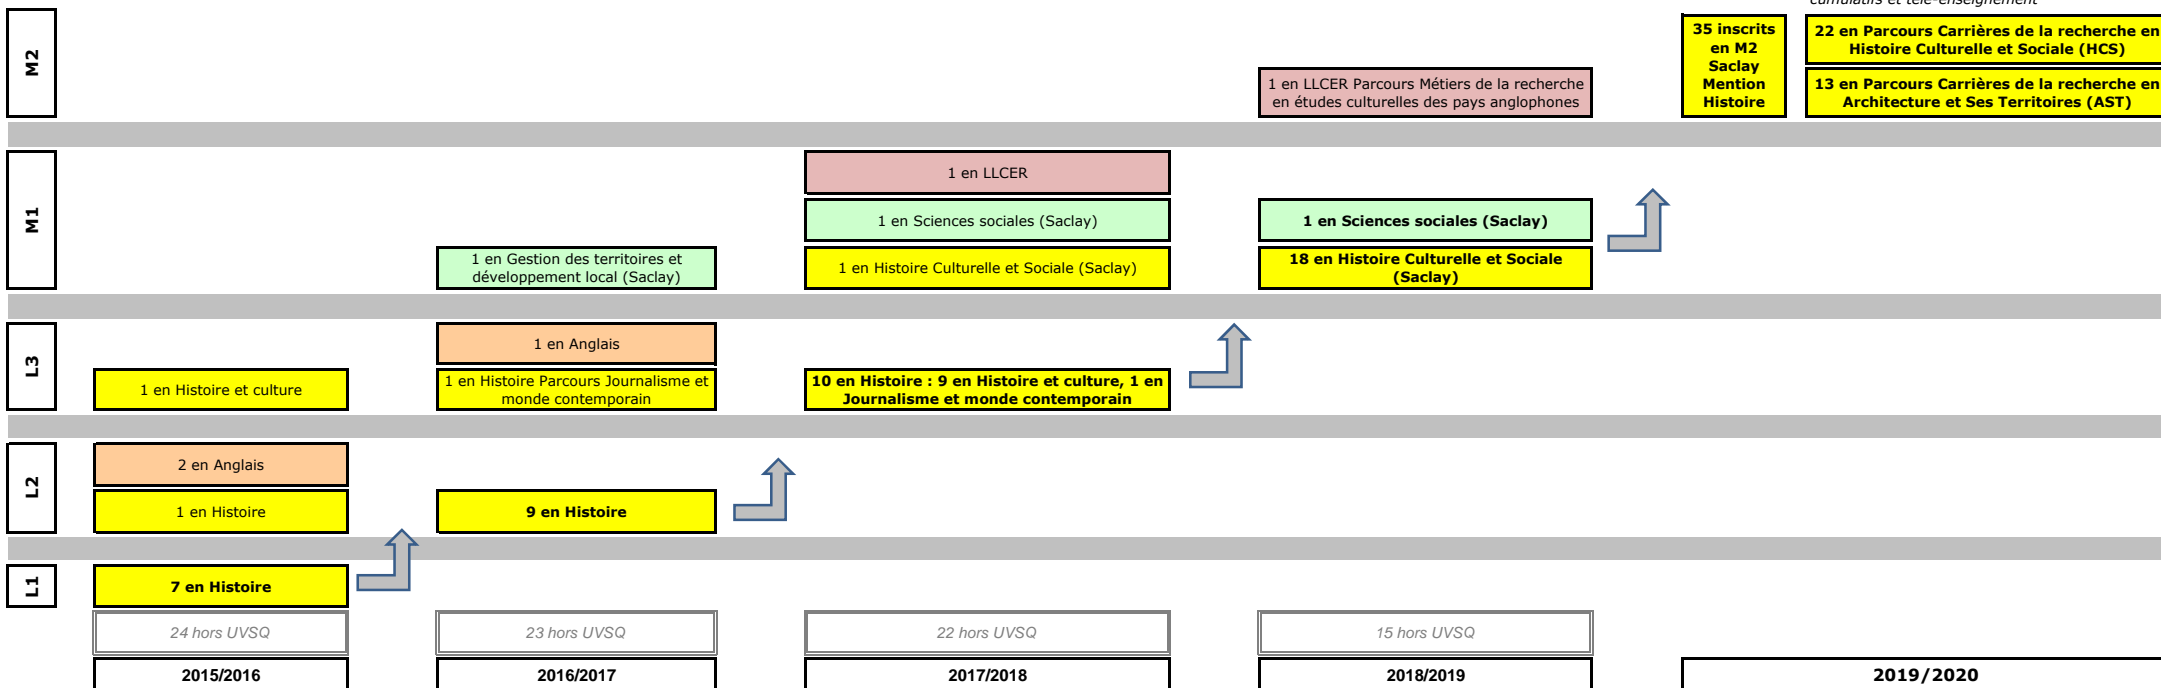 cumulatifs et télé-enseignement
M2
35 inscrits
en M2
Saclay
Mention
Histoire
22 en Parcours Carrières de la recherche en
Histoire Culturelle et Sociale (HCS)
1 en LLCER Parcours Métiers de la recherche
en études culturelles des pays anglophones
13 en Parcours Carrières de la recherche en
Architecture et Ses Territoires (AST)
M1
1 en LLCER
1 en Sciences sociales (Saclay)
1 en Sciences sociales (Saclay)
1 en Gestion des territoires et
développement local (Saclay)
1 en Histoire Culturelle et Sociale (Saclay)
18 en Histoire Culturelle et Sociale
(Saclay)
L3
1 en Anglais
1 en Histoire et culture
1 en Histoire Parcours Journalisme et
monde contemporain
10 en Histoire : 9 en Histoire et culture, 1 en
Journalisme et monde contemporain
L2
2 en Anglais
1 en Histoire
9 en Histoire
L1
7 en Histoire
24 hors UVSQ
23 hors UVSQ
22 hors UVSQ
15 hors UVSQ
2015/2016
2016/2017
2017/2018
2018/2019
2019/2020